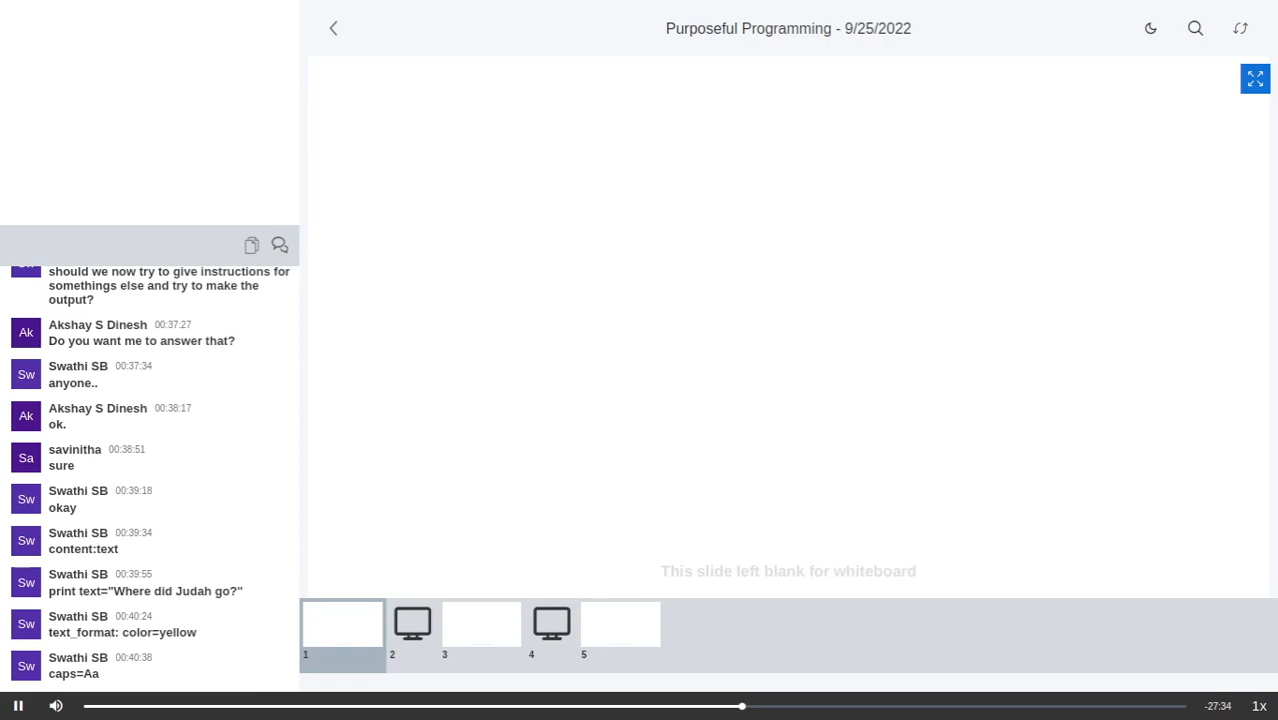 Purposeful Programming - 9/25/2022
should we now try to give instructions for
somethings else and try to make the
output?
Ak
Akshay S Dinesh 00:37:27
Do you want me to answer that?
Sw
Swathi SB 00:37:34
anyone..
Ak
Akshay S Dinesh 00:38:17
ok.
Sa
savinitha 00:38:51
sure
Sw
Swathi SB 00:39:18
okay
Sw
Swathi SB 00:39:34
content:text
Sw
Swathi SB 00:39:55
print text="Where did Judah go?"
Sw
Swathi SB 00:40:24
text_format: color=yellow
Sw
Swathi SB 00:40:38
caps=Aa
This slide left blank for whiteboard
1 2 3 4 5
-27:34 1x